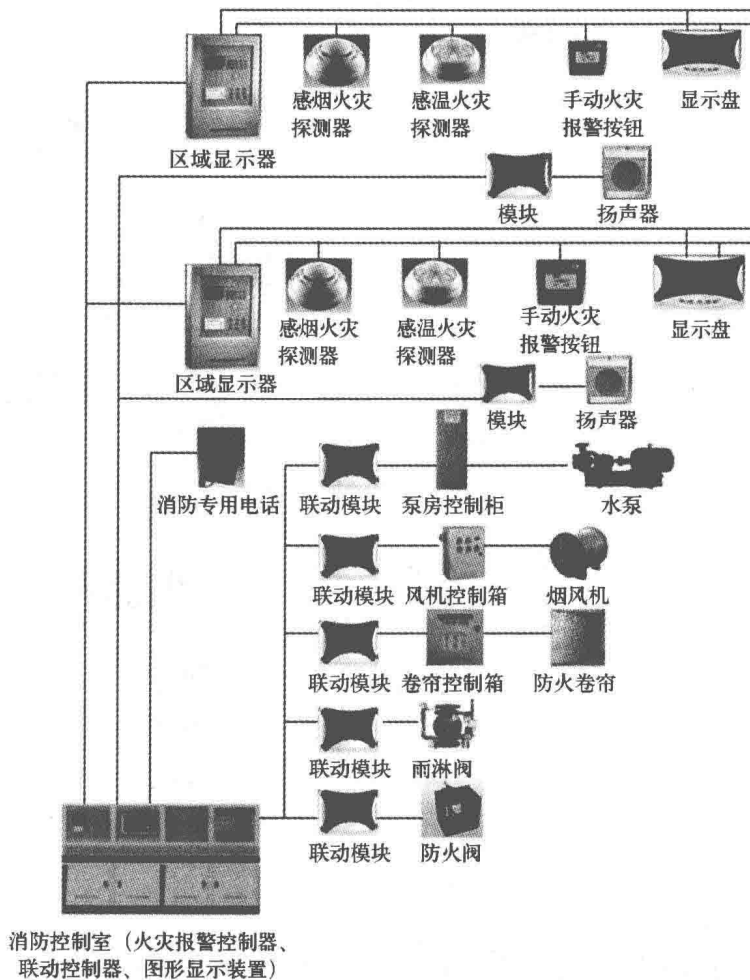 感烟火灾
探测器
感温火灾
探测器
手动火灾
报警按钮
显示盘
区域显示器
模块
扬声器
感烟火灾
探测器
感温火灾
探测器
手动火灾
报警按钮
显示盘
区域显示器
模块
扬声器
消防专用电话
联动模块
泵房控制柜
水泵
联动模块
风机控制箱
烟风机
联动模块
卷帘控制箱
防火卷帘
联动模块
雨淋阀
联动模块
防火阀
消防控制室（火灾报警控制器、
联动控制器、图形显示装置）